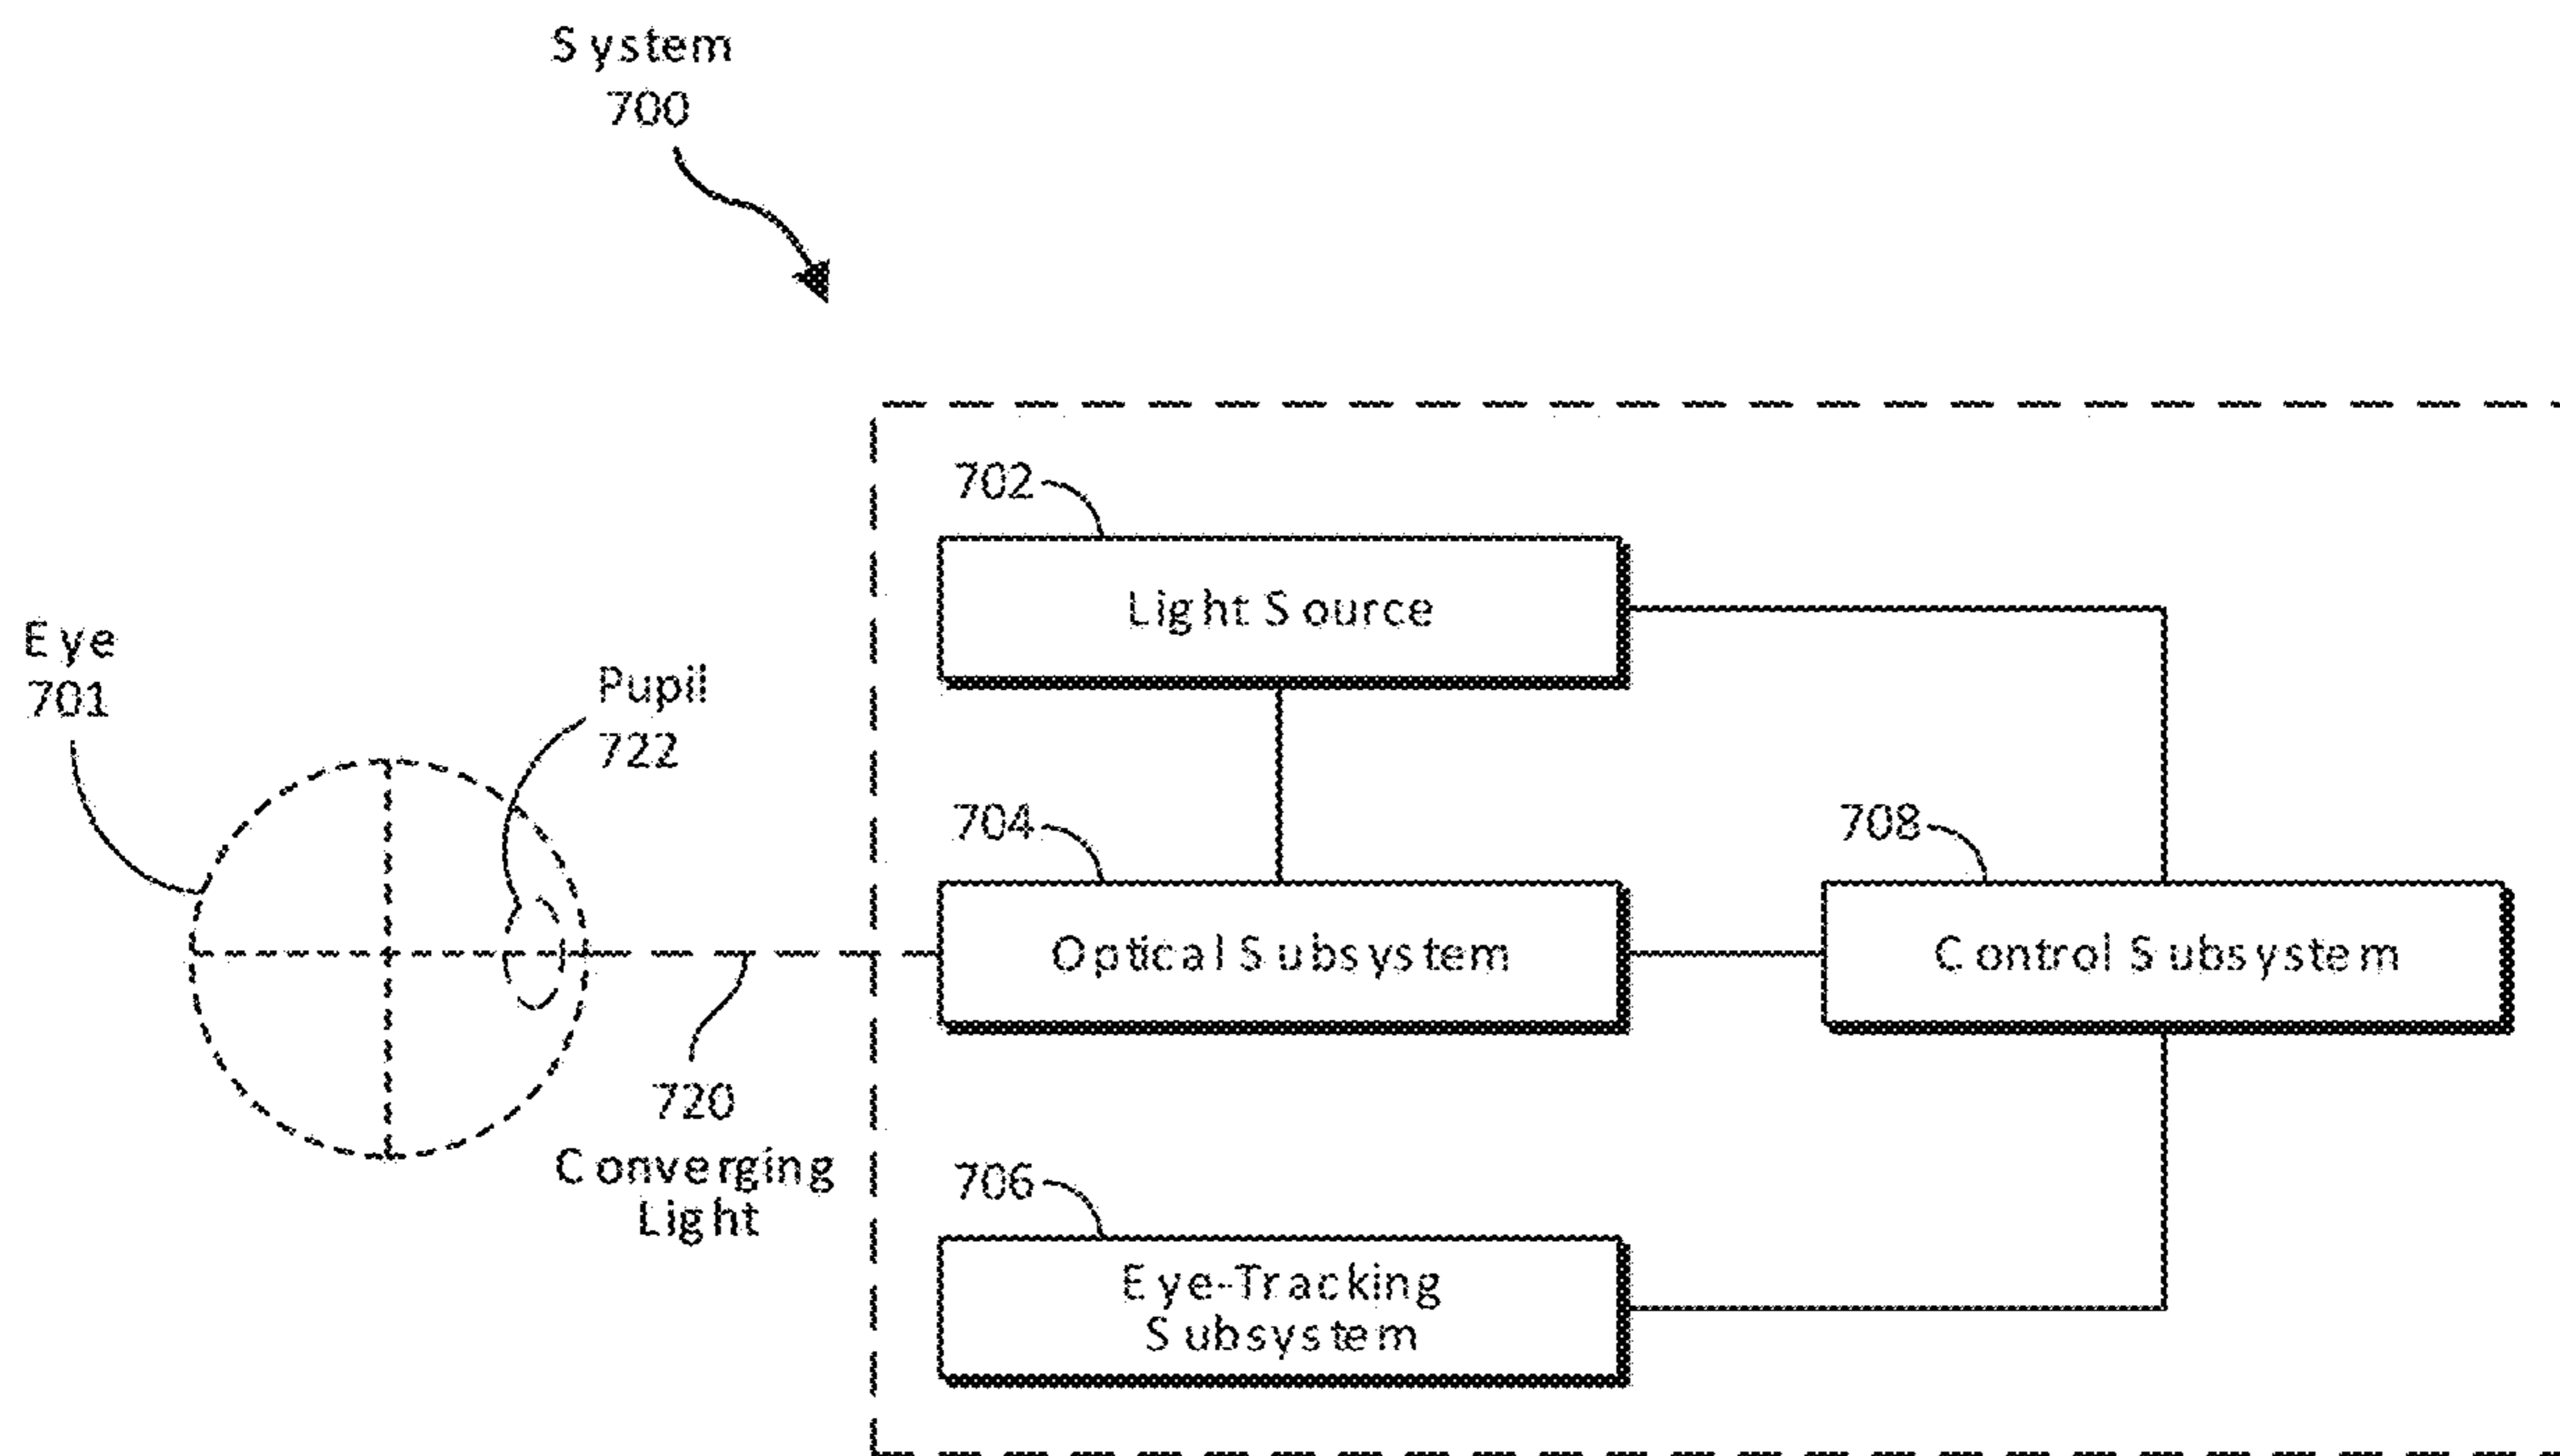 System
700
702
Light Source
Eye
701
Pupil
722
704
Optical Subsystem
708
Control Subsystem
720
Converging
Light
706
Eye-Tracking
Subsystem